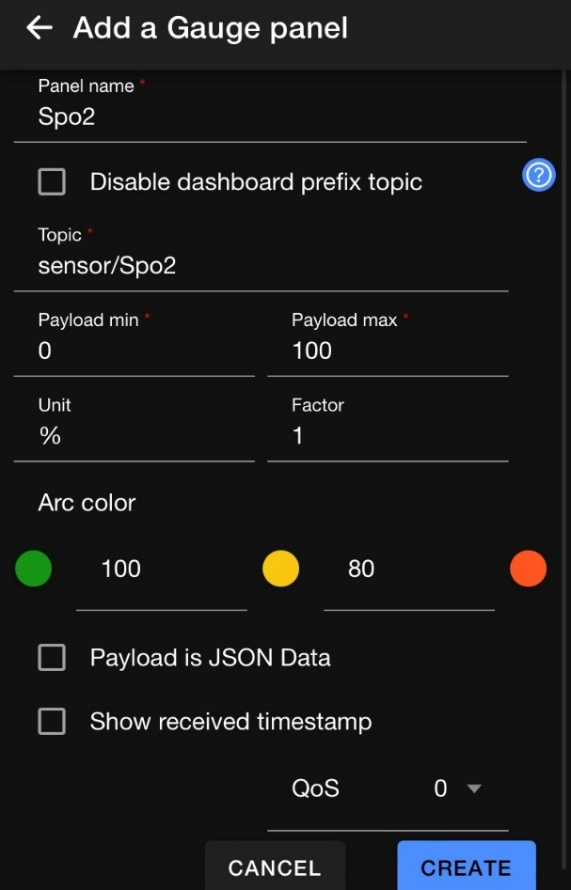 ← Add a Gauge panel
Panel name *
Spo2
Disable dashboard prefix topic ?
Topic *
sensor/Spo2
Payload min * Payload max *
0 100
Unit Factor
% 1
Arc color
100 80
Payload is JSON Data
Show received timestamp
QoS 0
CANCEL CREATE